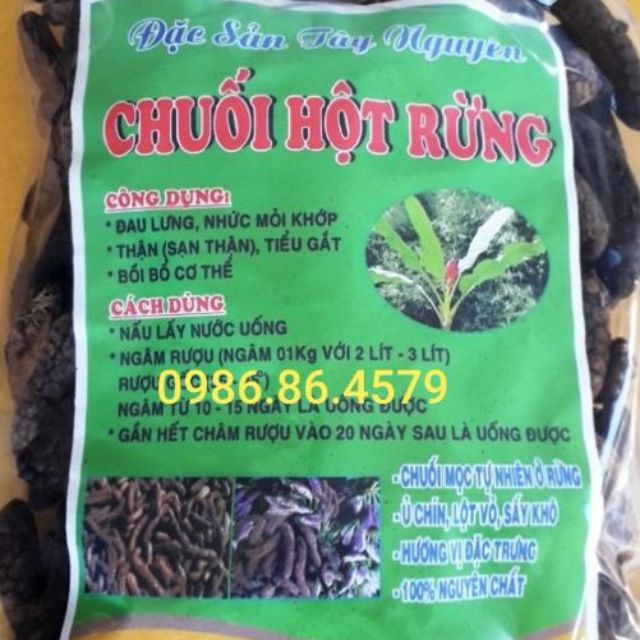 Đặc Sản Tây Nguyên
CHUỐI HỘT RỪNG
CÔNG DỤNG:
* ĐAU LƯNG, NHỨC MỎI KHỚP
* THẬN (SẠN THẬN), TIỂU GẮT
* BỒI BỔ CƠ THỂ
CÁCH DÙNG
* NẤU LẤY NƯỚC UỐNG
* NGÂM RƯỢU (NGÂM 01Kg VỚI 2 LÍT - 3 LÍT)
RƯỢU
0986.86.4579
NGÂM TỪ 10 - 15 NGÀY LÀ UỐNG ĐƯỢC
* GẦN HẾT CHÂM RƯỢU VÀO 20 NGÀY SAU LÀ UỐNG ĐƯỢC
- CHUỐI MỌC TỰ NHIÊN Ở RỪNG
- Ủ CHÍN, LỘT VỎ, SẤY KHÔ
- HƯƠNG VỊ ĐẶC TRƯNG
- 100% NGUYÊN CHẤT